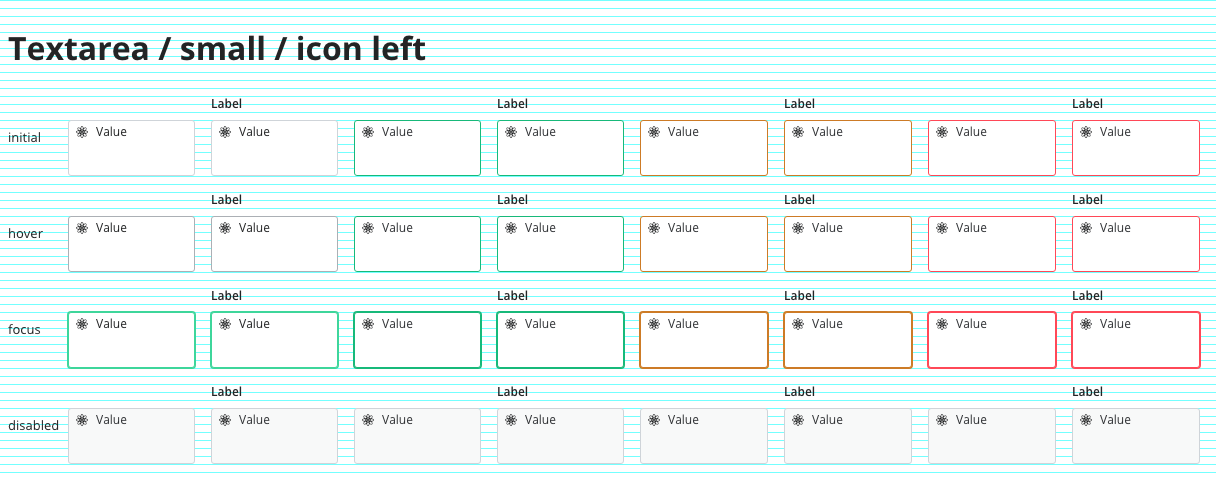 Textarea / small / icon left
Label Label Label Label
initial Value Value Value Value Value Value Value Value
Label Label Label Label
hover Value Value Value Value Value Value Value Value
Label Label Label Label
focus Value Value Value Value Value Value Value Value
Label Label Label Label
disabled Value Value Value Value Value Value Value Value